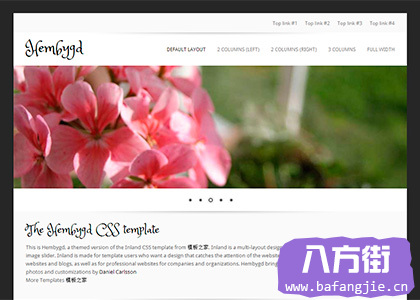 Top link #1 Top link #2 Top link #3 Top link #4
Hembygd
DEFAULT LAYOUT 2 COLUMNS (LEFT) 2 COLUMNS (RIGHT) 3 COLUMNS FULL WIDTH
The Hembygd CSS template
This is Hembygd, a themed version of the Inland CSS template from 模板之家. Inland is a multi-layout design
image slider. Inland is made for template users who want a design that catches the attention of the website
websites and blogs, as well as for professional websites for companies and organizations. Hembygd bring
photos and customizations by Daniel Carlsson
More Templates 模板之家
八方街
www.bafangjie.cn